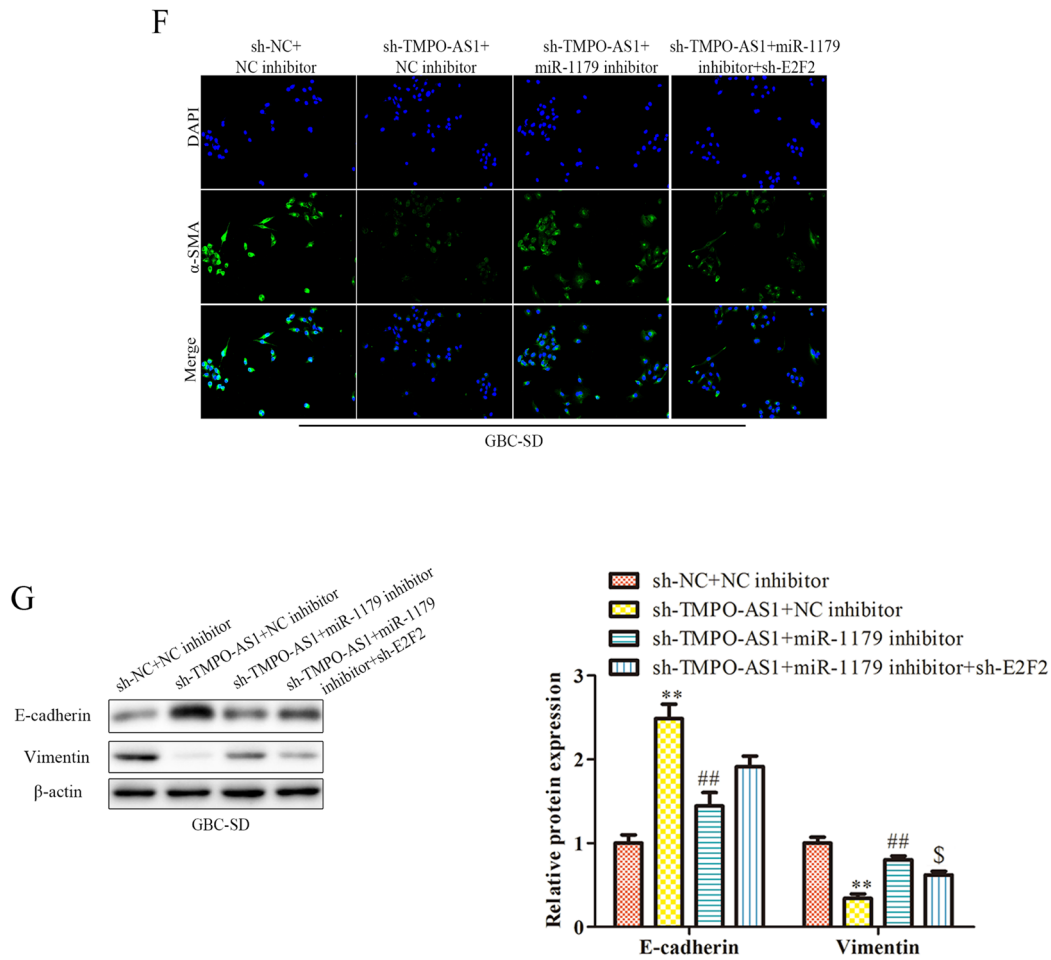 F
sh-NC+
NC inhibitor
sh-TMPO-AS1+
NC inhibitor
sh-TMPO-AS1+
miR-1179 inhibitor
sh-TMPO-AS1+miR-1179
inhibitor+sh-E2F2
DAPI
α-SMA
Merge
GBC-SD
G
sh-NC+NC inhibitor
sh-TMPO-AS1+NC inhibitor
sh-TMPO-AS1+miR-1179 inhibitor
sh-TMPO-AS1+miR-1179
inhibitor+sh-E2F2
E-cadherin
Vimentin
β-actin
GBC-SD
sh-NC+NC inhibitor
sh-TMPO-AS1+NC inhibitor
sh-TMPO-AS1+miR-1179 inhibitor
sh-TMPO-AS1+miR-1179 inhibitor+sh-E2F2
Relative protein expression
3
2
1
0
**
##
**
##
$
E-cadherin
Vimentin